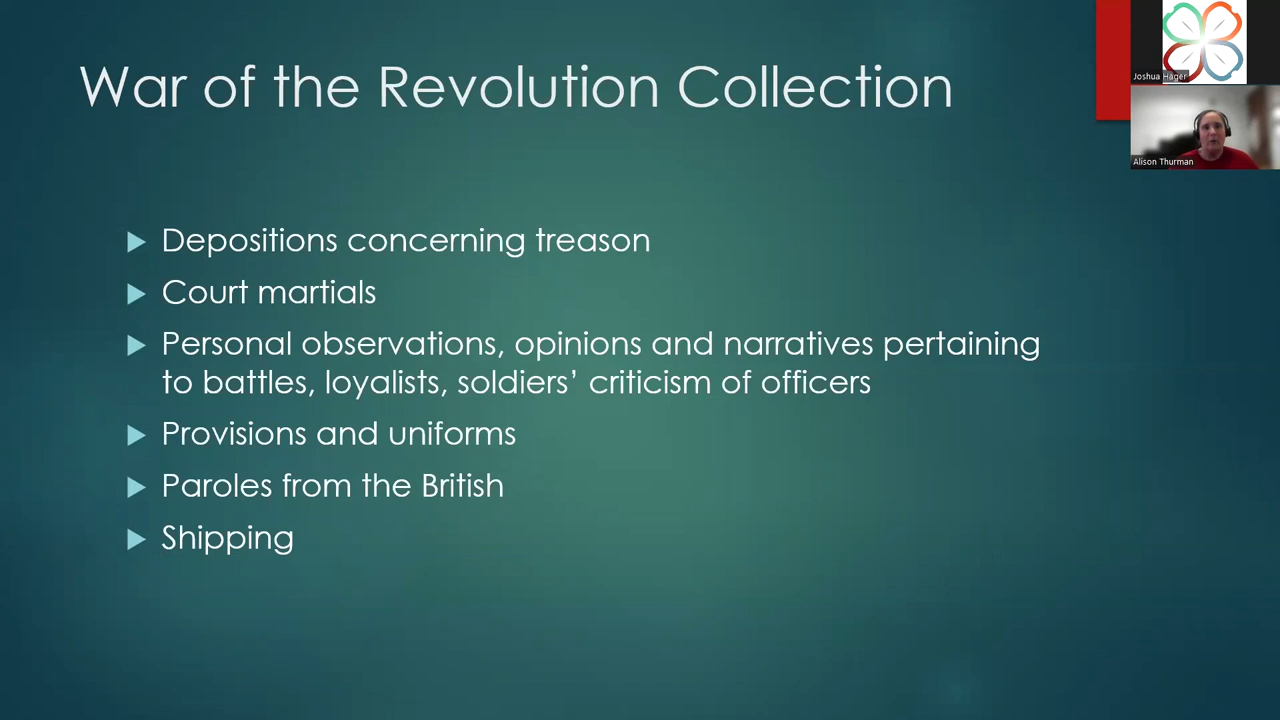 War of the Revolution Collection
Joshua Hager
Alison Thurman
Depositions concerning treason
Court martials
Personal observations, opinions and narratives pertaining
to battles, loyalists, soldiers’ criticism of officers
Provisions and uniforms
Paroles from the British
Shipping